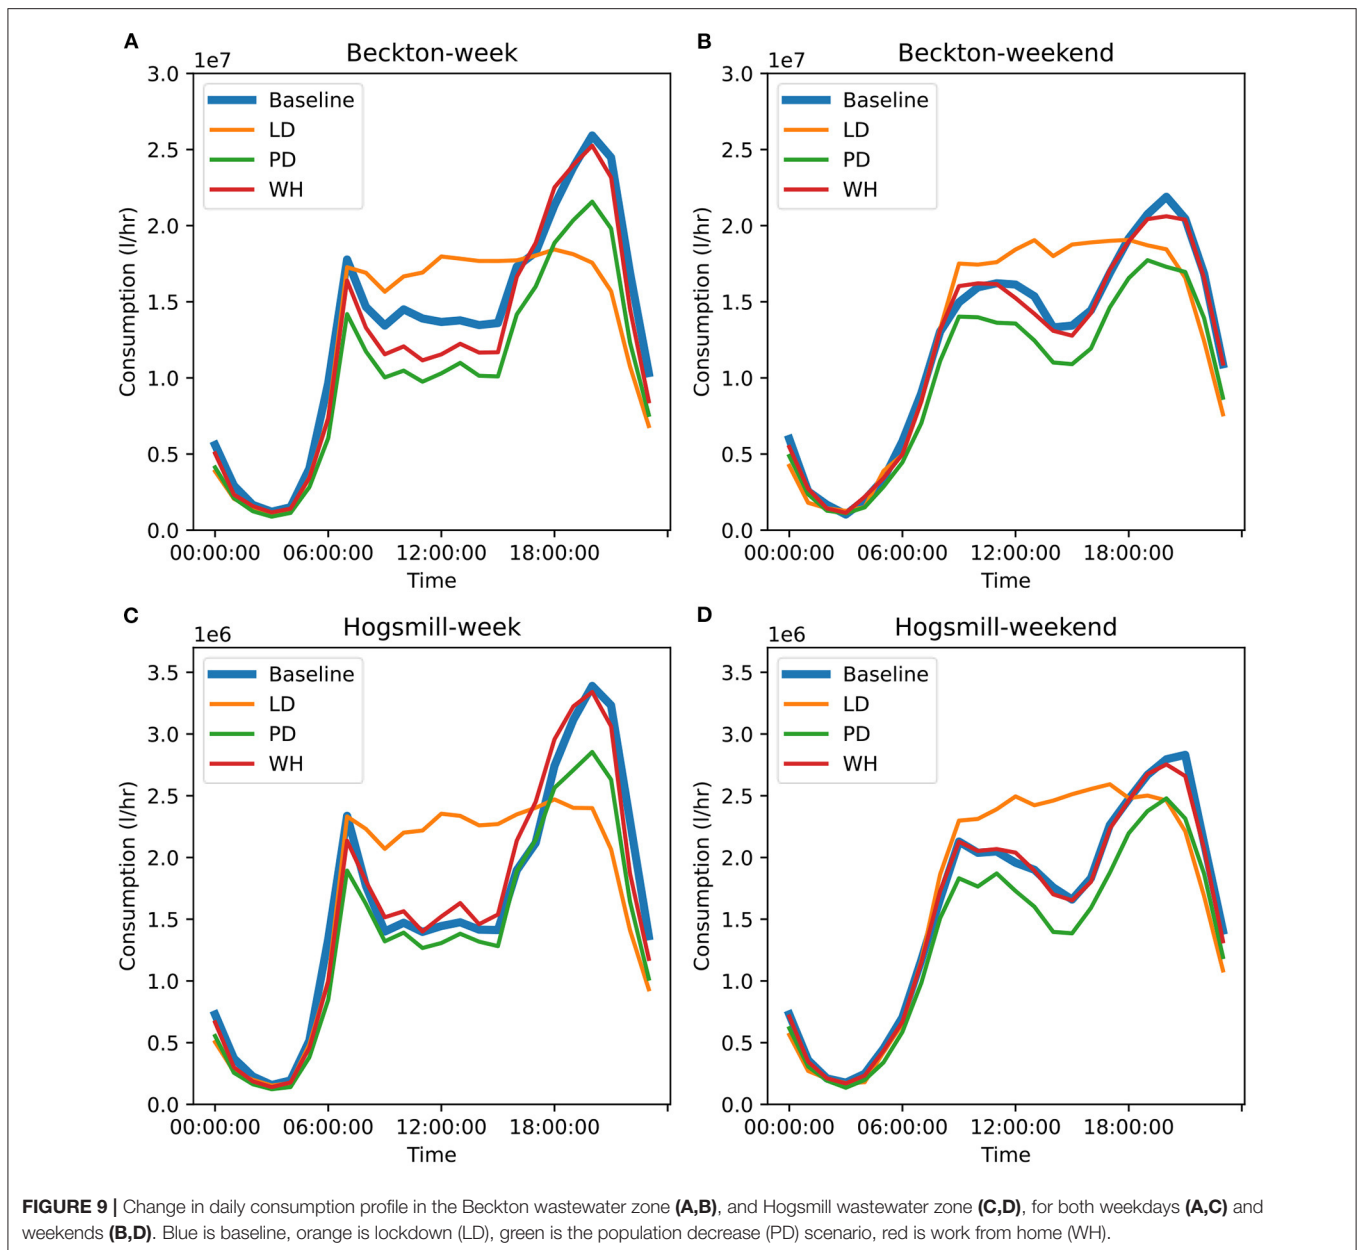 A
Beckton-week
1e7
3.0
2.5
2.0
1.5
1.0
0.5
0.0
Consumption (l/hr)
Baseline
LD
PD
WH
00:00:00 06:00:00 12:00:00 18:00:00
Time
B
Beckton-weekend
1e7
3.0
2.5
2.0
1.5
1.0
0.5
0.0
Consumption (l/hr)
Baseline
LD
PD
WH
00:00:00 06:00:00 12:00:00 18:00:00
Time
C
Hogsmill-week
1e6
3.5
3.0
2.5
2.0
1.5
1.0
0.5
0.0
Consumption (l/hr)
Baseline
LD
PD
WH
00:00:00 06:00:00 12:00:00 18:00:00
Time
D
Hogsmill-weekend
1e6
3.5
3.0
2.5
2.0
1.5
1.0
0.5
0.0
Consumption (l/hr)
Baseline
LD
PD
WH
00:00:00 06:00:00 12:00:00 18:00:00
Time
FIGURE 9 | Change in daily consumption profile in the Beckton wastewater zone (A,B), and Hogsmill wastewater zone (C,D), for both weekdays (A,C) and
weekends (B,D). Blue is baseline, orange is lockdown (LD), green is the population decrease (PD) scenario, red is work from home (WH).